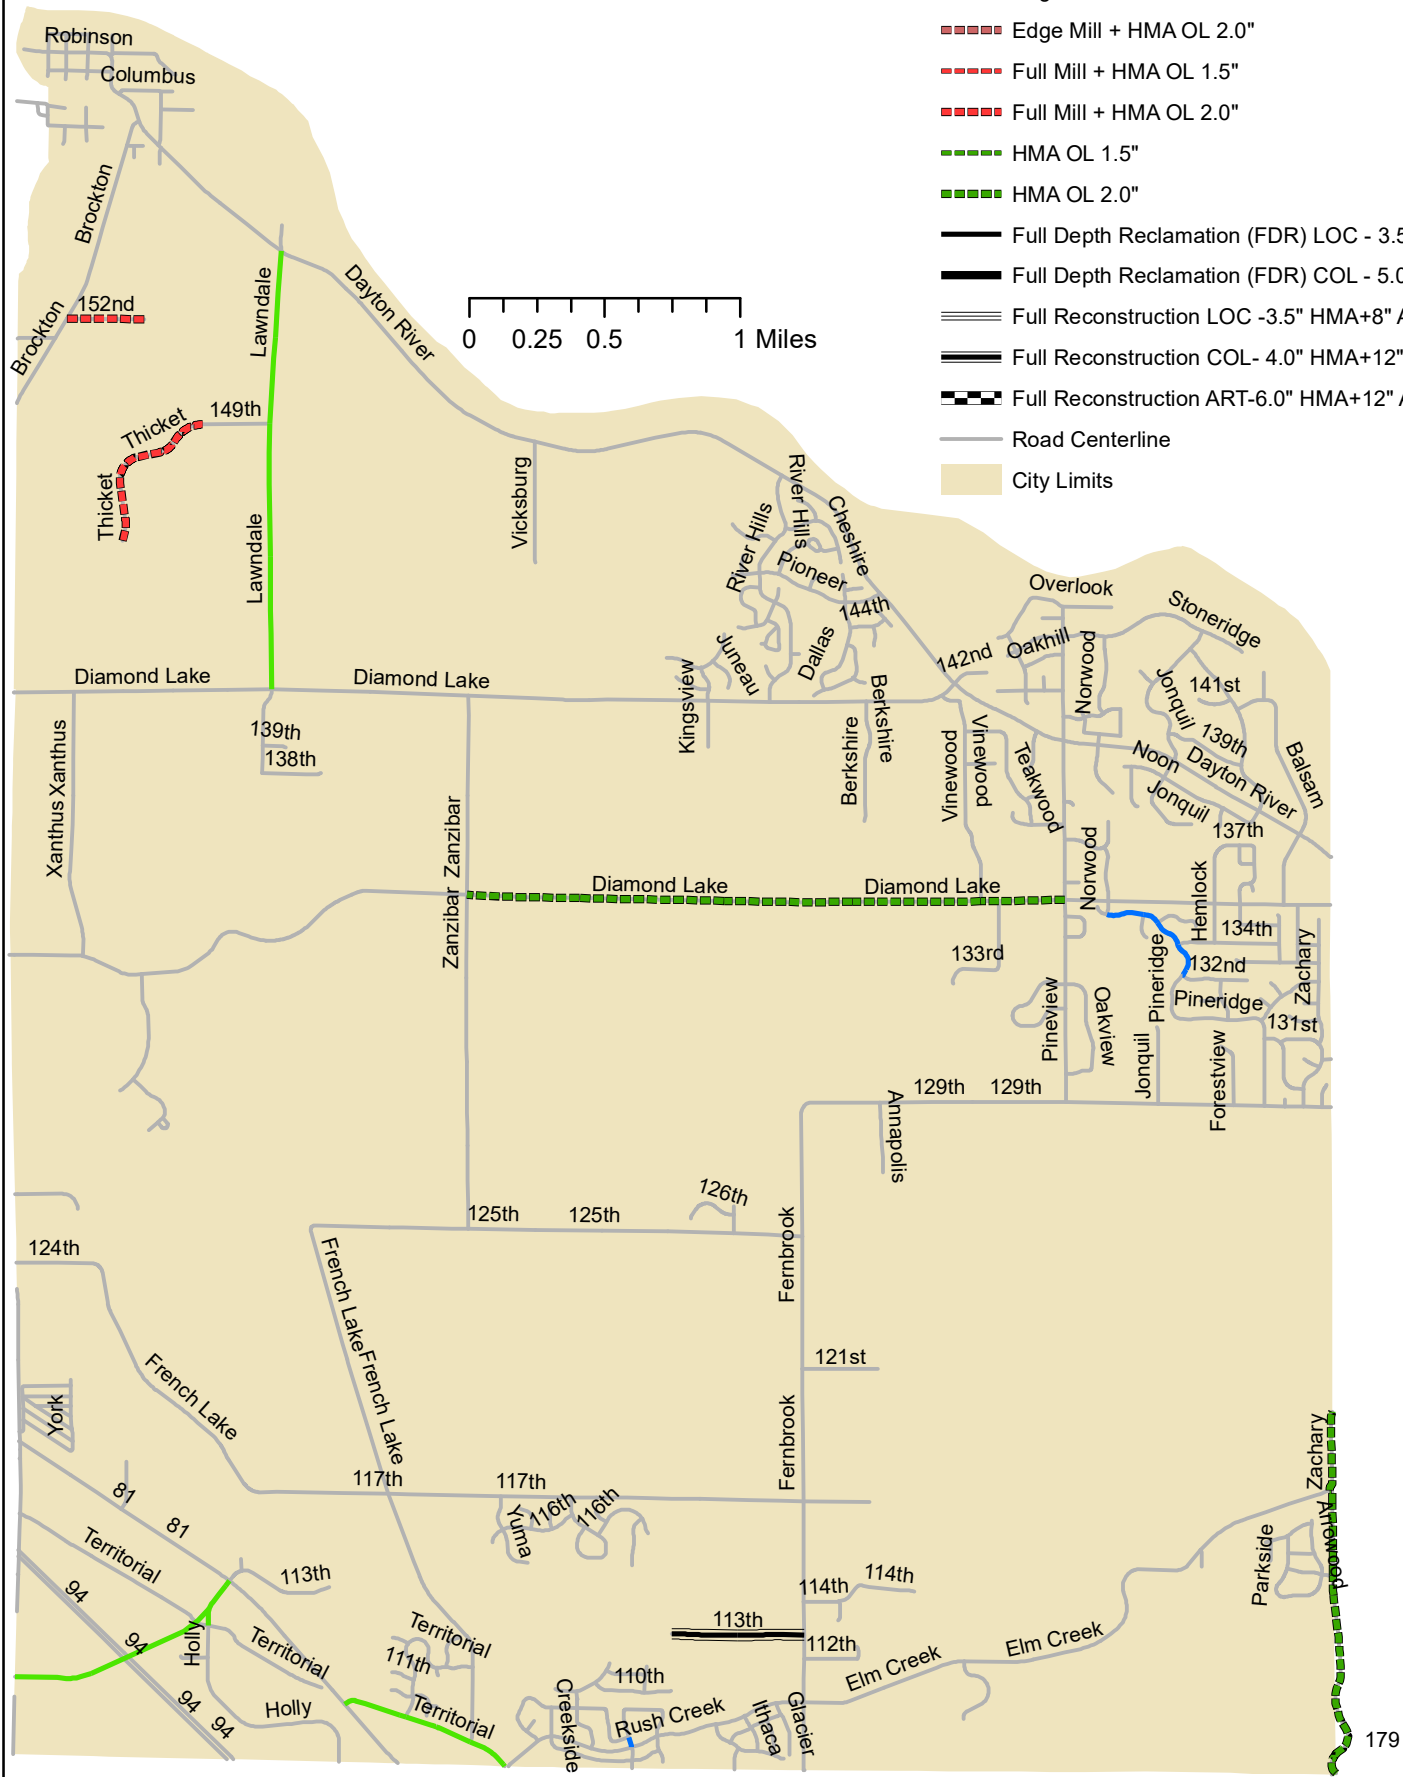 Edge Mill + HMA OL 2.0"
Full Mill + HMA OL 1.5"
Full Mill + HMA OL 2.0"
HMA OL 1.5"
HMA OL 2.0"
Full Depth Reclamation (FDR) LOC - 3.5
Full Depth Reclamation (FDR) COL - 5.0
Full Reconstruction LOC -3.5" HMA+8" A
Full Reconstruction COL- 4.0" HMA+12"
Full Reconstruction ART-6.0" HMA+12" A
Road Centerline
City Limits
0 0.25 0.5 1 Miles
Robinson
Columbus
Brockton
Brockton
152nd
Lawndale
Dayton River
Thicket
149th
Thicket
Lawndale
Vicksburg
River Hills
River Hills
Cheshire
Pioneer
144th
Overlook
Stoneridge
Oakhill
142nd
Norwood
Juneau
Dallas
Kingsview
Diamond Lake
Diamond Lake
Berkshire
Berkshire
Jonquil
141st
139th
Balsam
Noon
Dayton River
Jonquil
137th
Vinewood
Vinewood
Teakwood
139th
138th
Xanthus
Xanthus
Zanzibar
Zanzibar
Diamond Lake
Diamond Lake
Norwood
Hemlock
134th
132nd
Zachary
133rd
Pineridge
Pineridge
131st
Pineview
Oakview
Jonquil
Forestview
129th
129th
Annapolis
126th
125th
125th
124th
Fernbrook
French Lake
French Lake
121st
French Lake
York
Fernbrook
Zachary
117th
117th
81
81
Yuma
116th
116th
Arrowood
Parkside
Territorial
94
94
113th
114th
114th
113th
112th
Territorial
111th
Holly
Territorial
Elm Creek
Elm Creek
110th
94
94
Holly
Territorial
Creekside
Rush Creek
Ithaca
Glacier
179